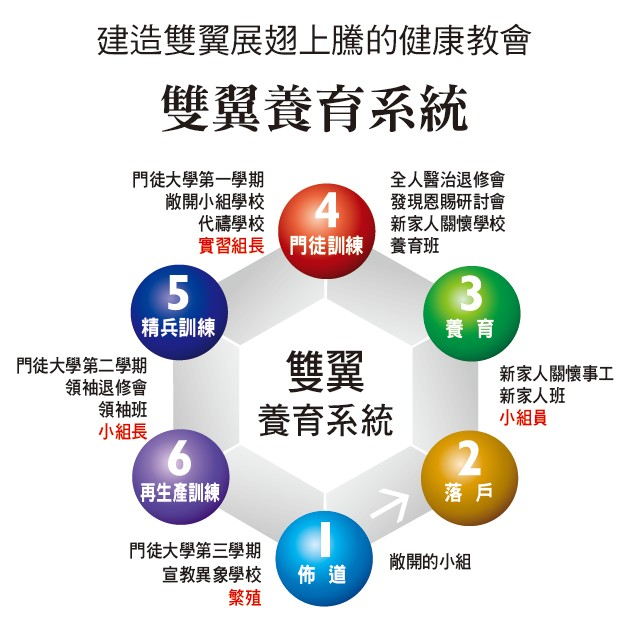 建造雙翼展翅上騰的健康教會
雙翼養育系統
門徒大學第一學期
敞開小組學校
代禱學校
實習組長
4
門徒訓練
全人醫治退修會
發現恩賜研討會
新家人關懷學校
養育班
5
精兵訓練
3
養育
雙翼
養育系統
門徒大學第二學期
領袖退修會
領袖班
小組長
新家人關懷事工
新家人班
小組員
6
再生產訓練
2
落戶
門徒大學第三學期
宣教異象學校
繁殖
1
佈道
敞開的小組